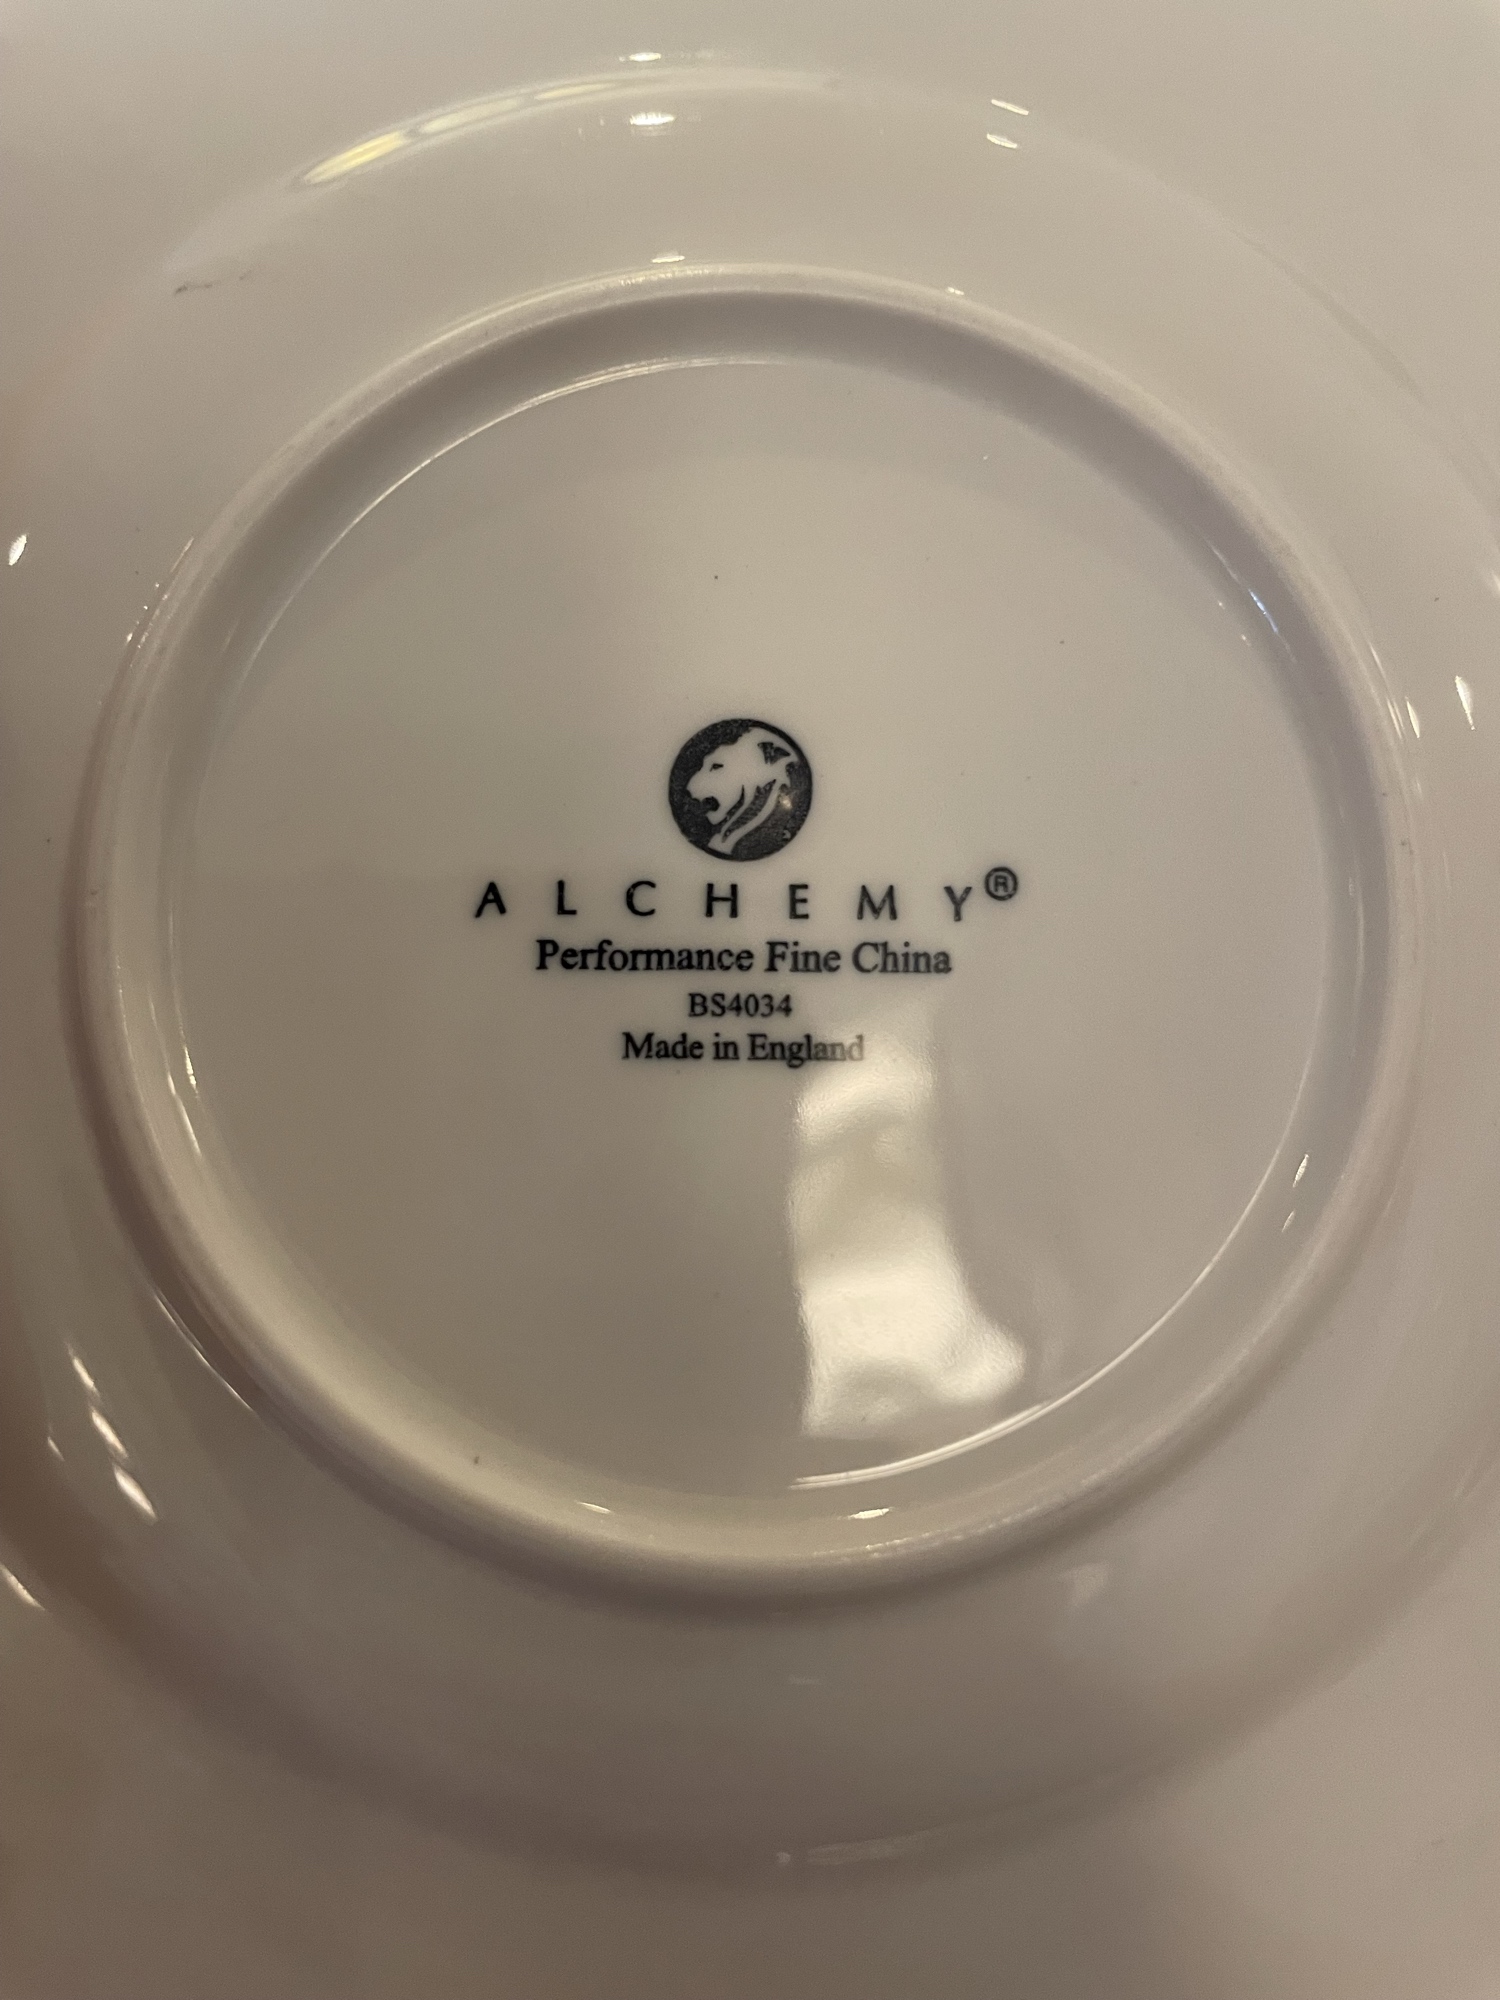 ALCHEMY®
Performance Fine China
BS4034
Made in England